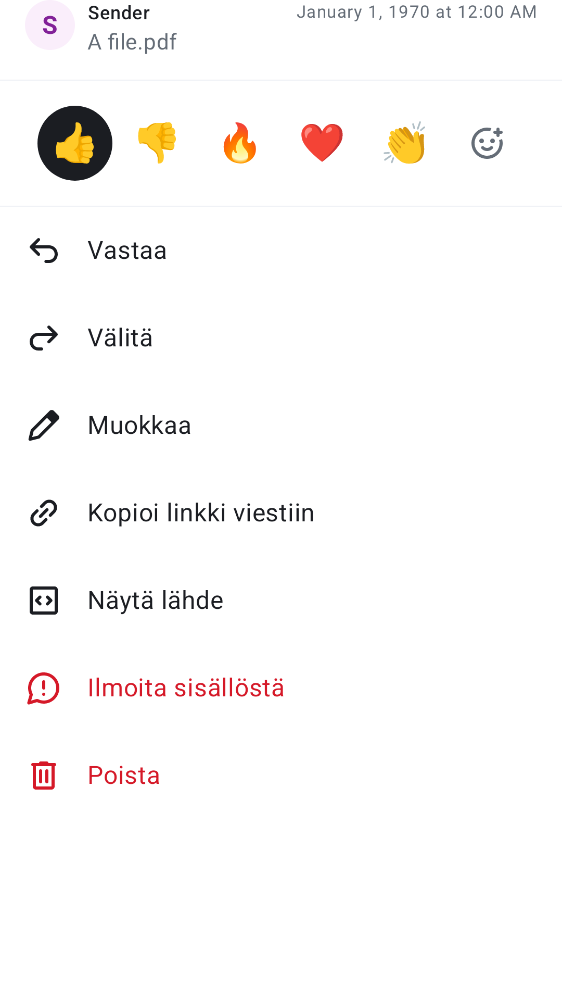 S
Sender
January 1, 1970 at 12:00 AM
A file.pdf
Vastaa
Välitä
Muokkaa
Kopioi linkki viestiin
Näytä lähde
Ilmoita sisällöstä
Poista